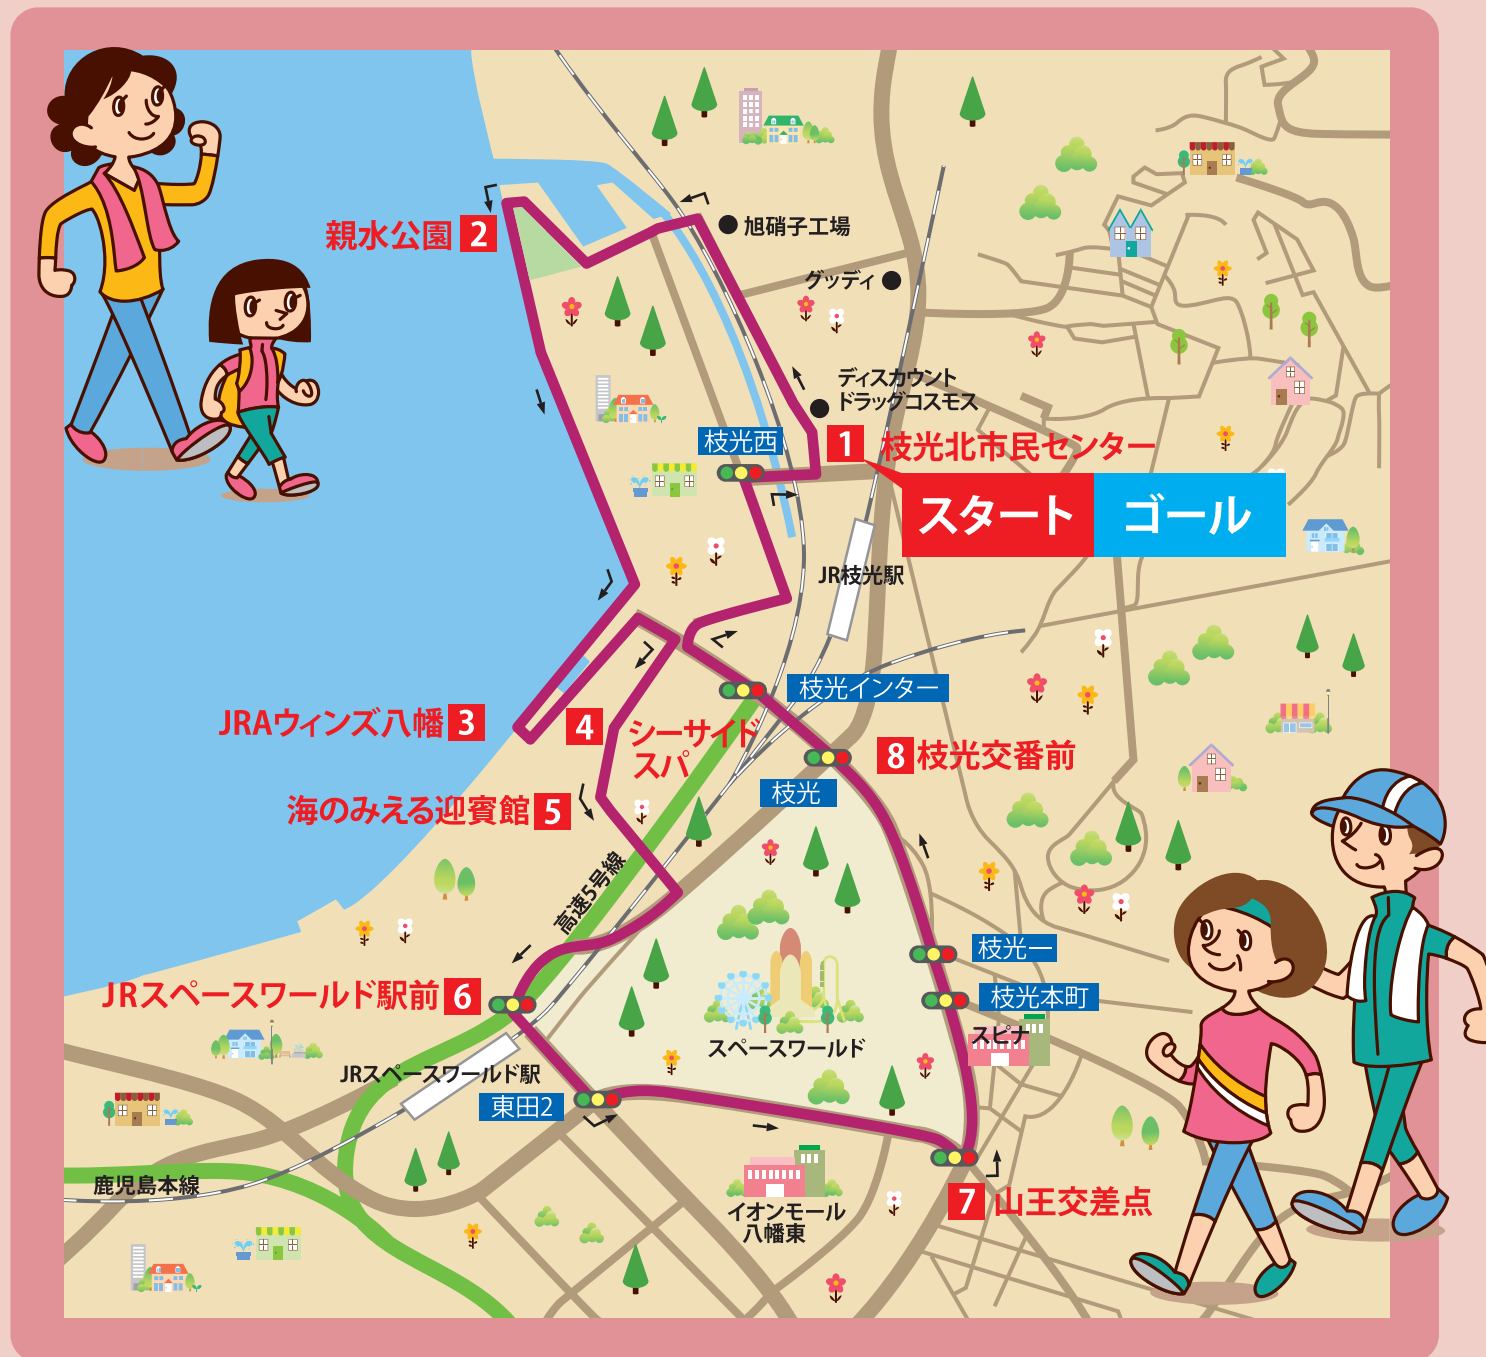 旭硝子工場
親水公園 2
グッディ
ディスカウント
ドラッグコスモス
枝光西
1 枝光北市民センター
スタート ゴール
JR枝光駅
枝光インター
JRAウィンズ八幡 3
4 シーサイド
スパ
8 枝光交番前
枝光
海のみえる迎賓館 5
高速5号線
枝光一
JRスペースワールド駅前 6
枝光本町
スピナ
スペースワールド
JRスペースワールド駅
東田2
鹿児島本線
7 山王交差点
イオンモール
八幡東